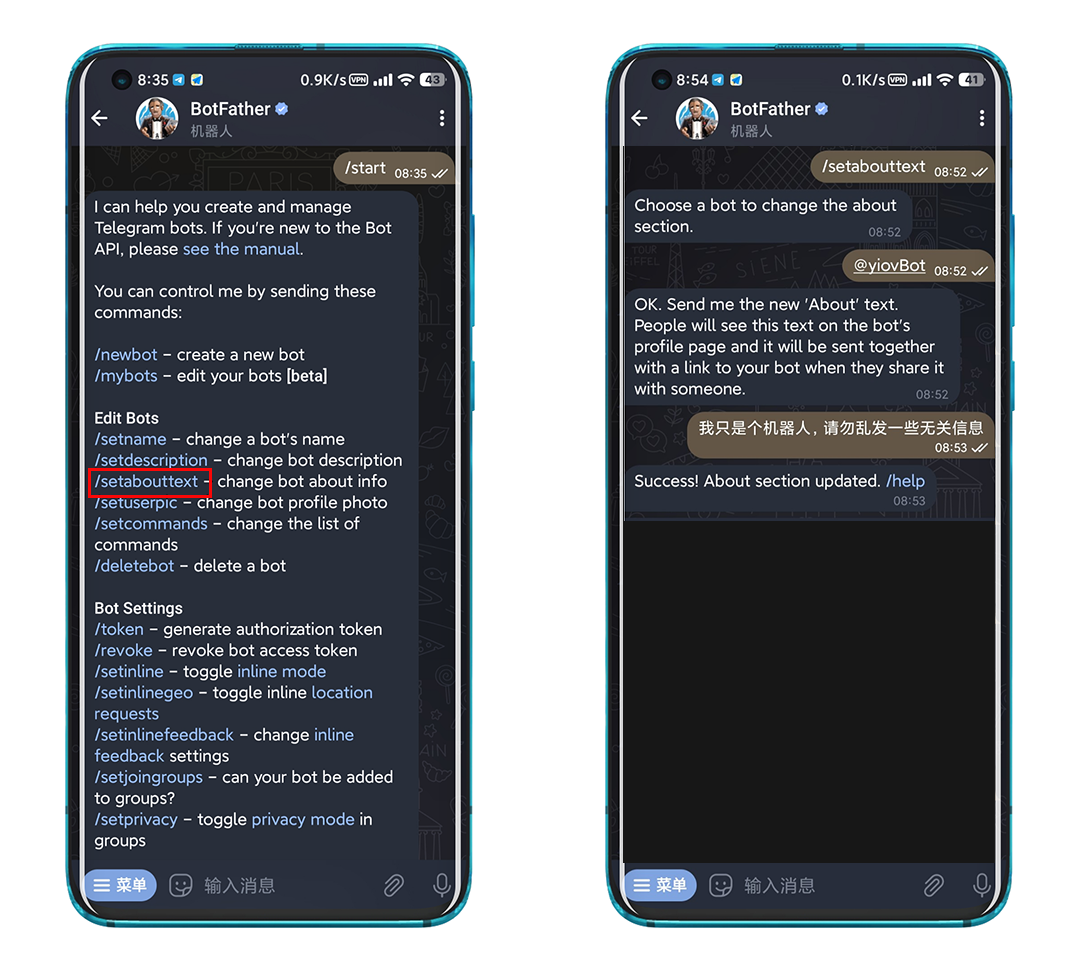 8:35
0.9K/s VPN 43
BotFather
机器人
/start 08:35
PARIS
I can help you create and manage
Telegram bots. If you're new to the Bot
API, please see the manual.
You can control me by sending these
commands:
/newbot – create a new bot
/mybots – edit your bots [beta]
Edit Bots
/setname – change a bot's name
/setdescription – change bot description
/setabouttext - change bot about info
/setuserpic – change bot profile photo
/setcommands – change the list of
commands
/deletebot – delete a bot
Bot Settings
/token – generate authorization token
/revoke – revoke bot access token
/setinline – toggle inline mode
/setinlinegeo – toggle inline location
requests
/setinlinefeedback – change inline
feedback settings
/setjoingroups – can your bot be added
to groups?
/setprivacy – toggle privacy mode in
groups
菜单 输入消息
8:54
0.1K/s VPN 41
BotFather
机器人
/setabouttext 08:52
Choose a bot to change the about
section.
08:52
@yiovBot 08:52
SIENE
OK. Send me the new 'About' text.
People will see this text on the bot's
profile page and it will be sent together
with a link to your bot when they share it
with someone.
08:52
我只是个机器人，请勿乱发一些无关信息
08:53
Success! About section updated. /help
08:53
菜单 输入消息